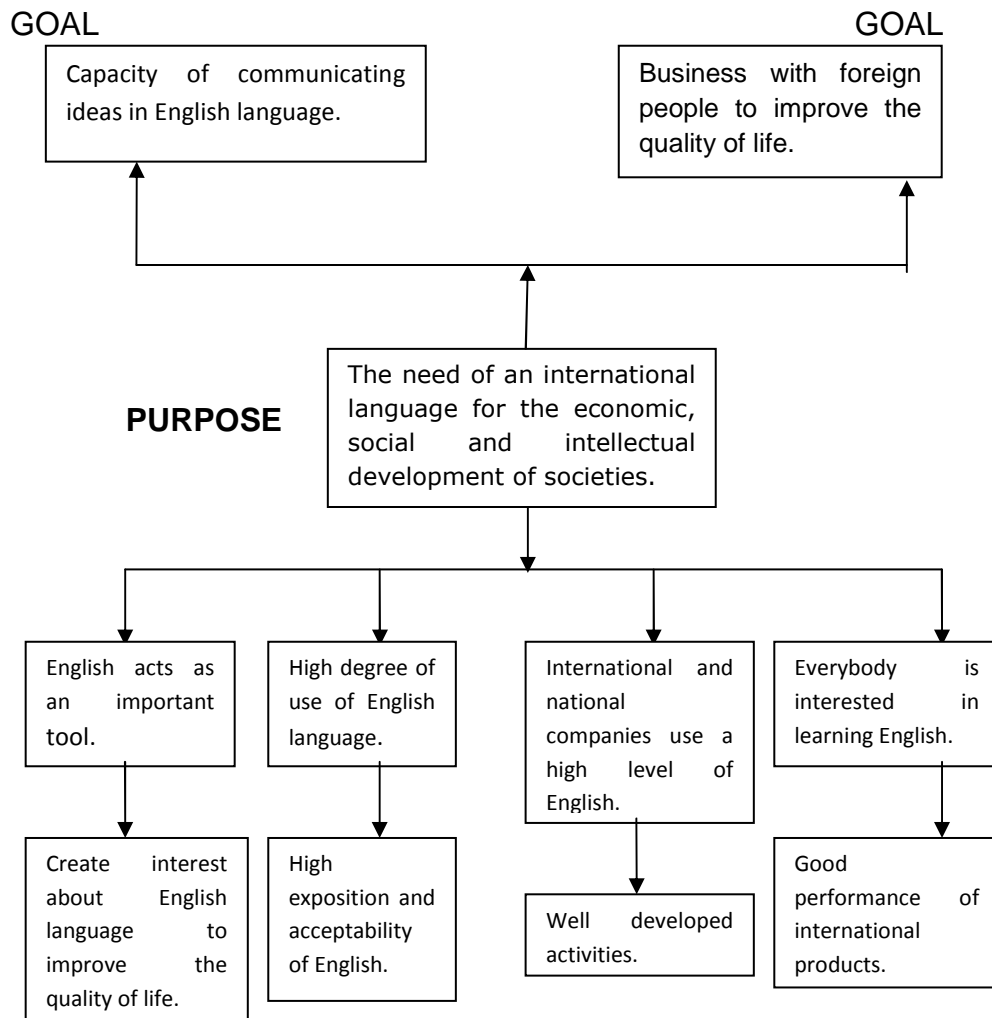 GOAL
GOAL
Capacity of communicating
ideas in English language.
Business with foreign
people to improve the
quality of life.
PURPOSE
The need of an international
language for the economic,
social and intellectual
development of societies.
English acts as
an important
tool.
High degree of
use of English
language.
International and
national
companies use a
high level of
English.
Everybody is
interested in
learning English.
Create interest
about English
language to
improve the
quality of life.
High
exposition and
acceptability
of English.
Well developed
activities.
Good
performance of
international
products.